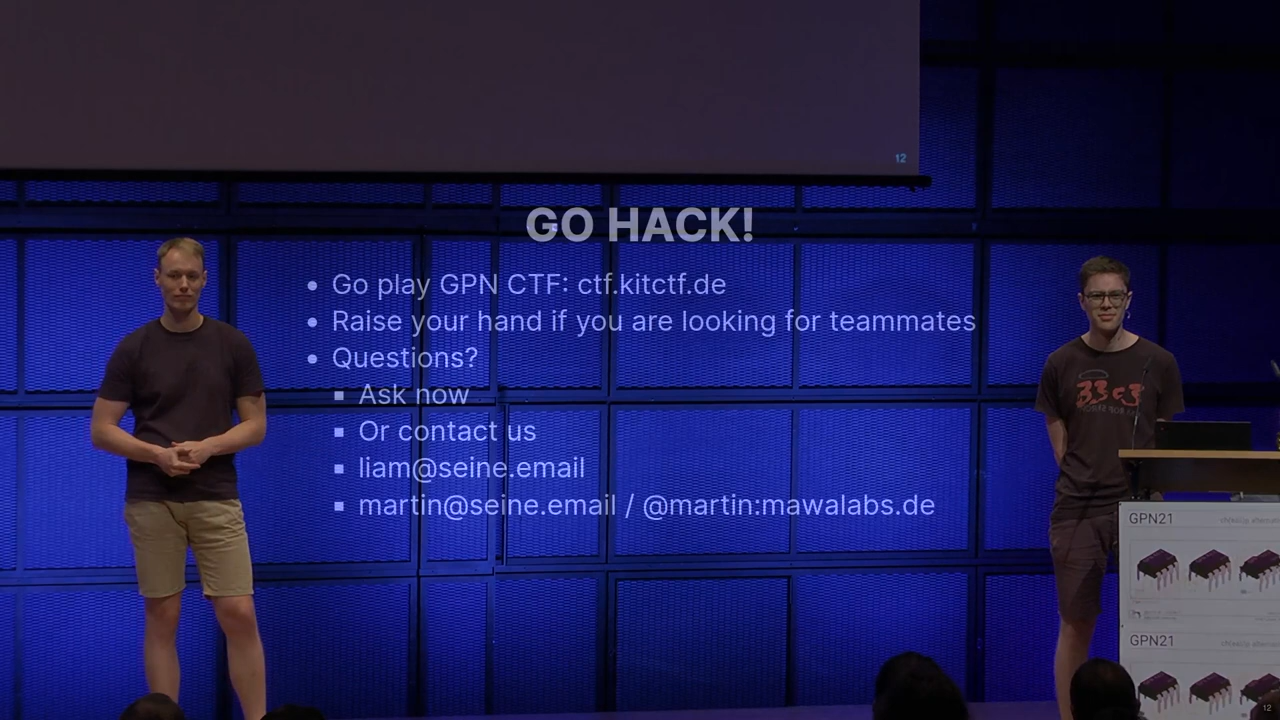 12
GO HACK!
Go play GPN CTF: ctf.kitctf.de
Raise your hand if you are looking for teammates
Questions?
Ask now
Or contact us
liam@seine.email
martin@seine.email / @martin:mawalabs.de
33c3
GPN21
GPN21
12